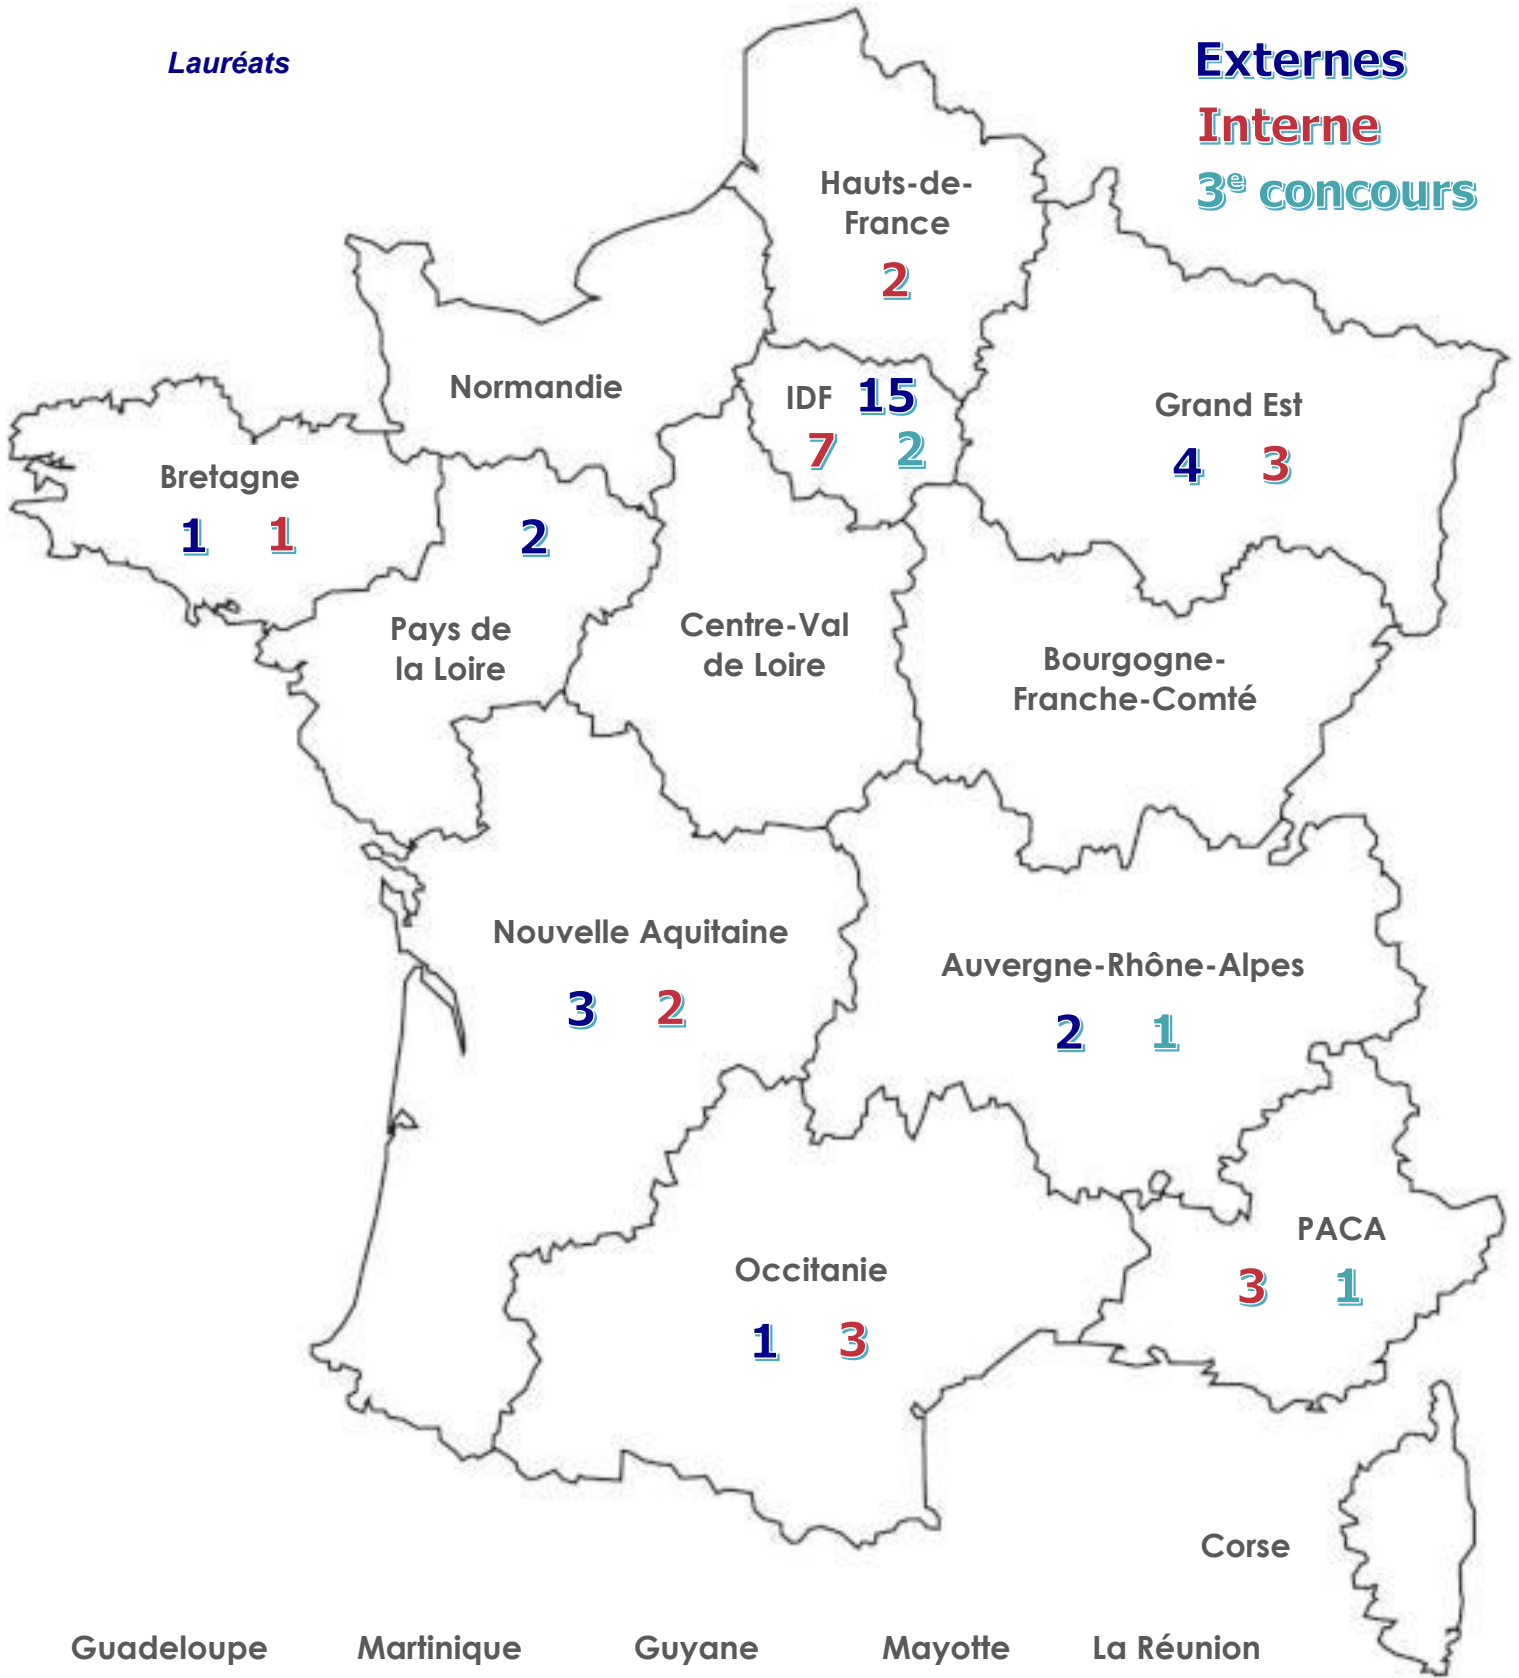 Lauréats
Externes
Interne
3e concours
Hauts-de-
France
2
Normandie
IDF 15
7 2
Grand Est
4 3
Bretagne
1 1
2
Pays de
la Loire
Centre-Val
de Loire
Bourgogne-
Franche-Comté
Nouvelle Aquitaine
3 2
Auvergne-Rhône-Alpes
2 1
PACA
3 1
Occitanie
1 3
Corse
Guadeloupe Martinique Guyane Mayotte La Réunion